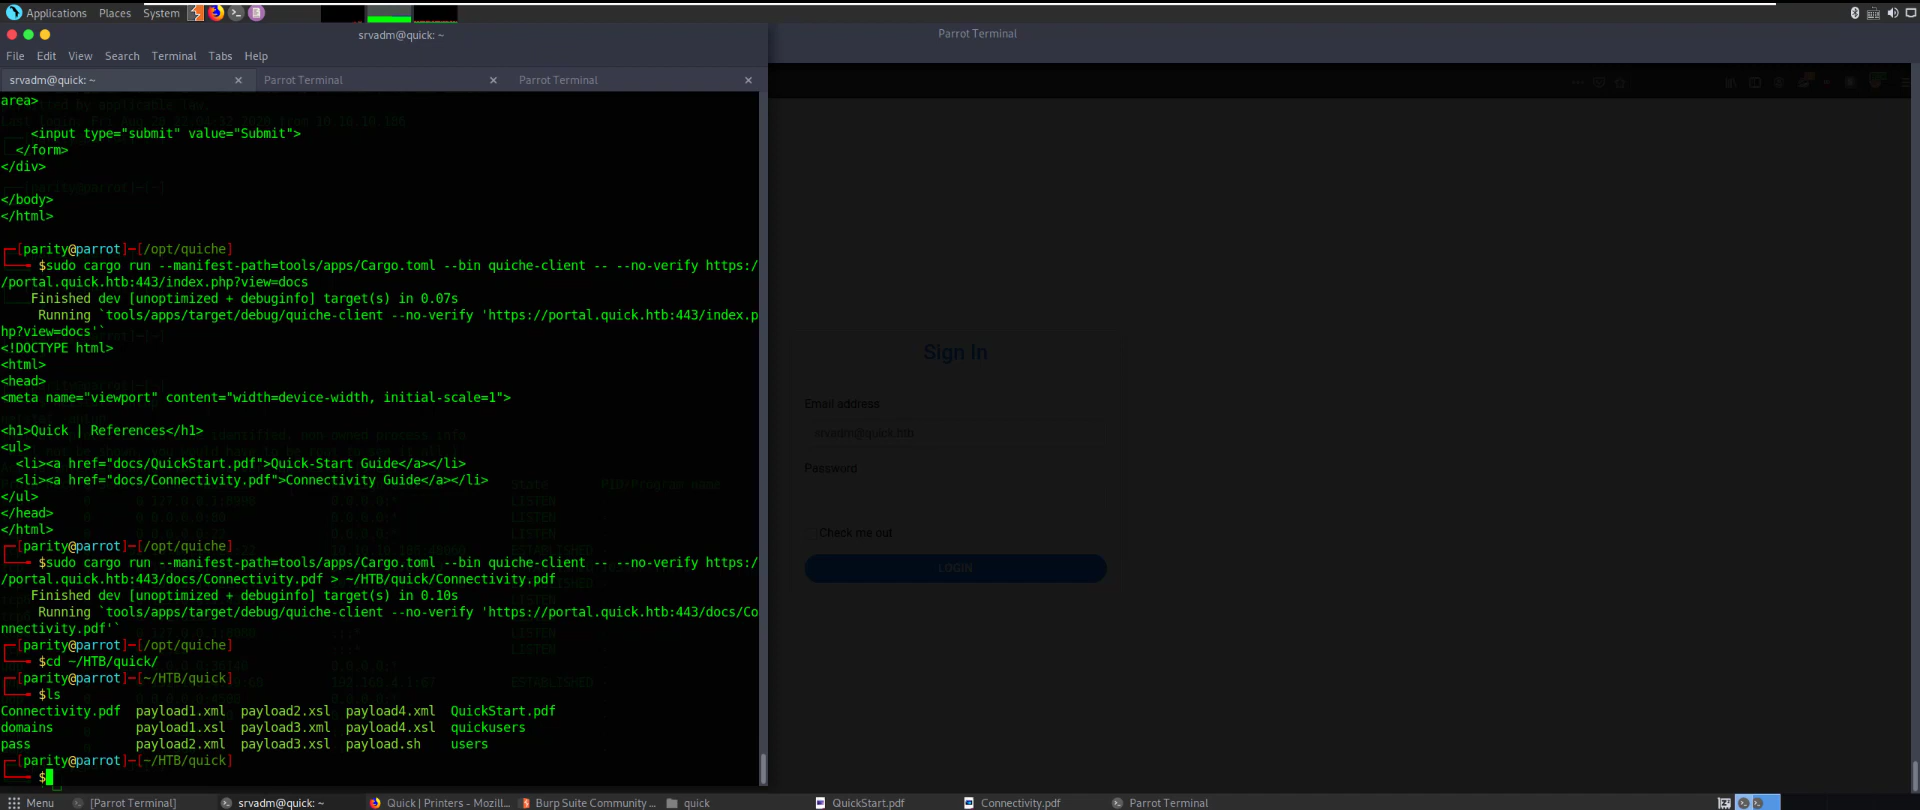 Applications Places System
srvadm@quick: ~
Parrot Terminal
File Edit View Search Terminal Tabs Help
srvadm@quick: ~ × Parrot Terminal × Parrot Terminal ×
area>
<input type="submit" value="Submit">
</form>
</div>
</body>
</html>
┌─[parity@parrot]─[/opt/quiche]
└──╼ $sudo cargo run --manifest-path=tools/apps/Cargo.toml --bin quiche-client -- --no-verify https:/
/portal.quick.htb:443/index.php?view=docs
Finished dev [unoptimized + debuginfo] target(s) in 0.07s
Running `tools/apps/target/debug/quiche-client --no-verify 'https://portal.quick.htb:443/index.p
hp?view=docs'`
<!DOCTYPE html>
<html>
<head>
<meta name="viewport" content="width=device-width, initial-scale=1">
<h1>Quick | References</h1>
<ul>
<li><a href="docs/QuickStart.pdf">Quick-Start Guide</a></li>
<li><a href="docs/Connectivity.pdf">Connectivity Guide</a></li>
</ul>
</head>
</html>
┌─[parity@parrot]─[/opt/quiche]
└──╼ $sudo cargo run --manifest-path=tools/apps/Cargo.toml --bin quiche-client -- --no-verify https:/
/portal.quick.htb:443/docs/Connectivity.pdf > ~/HTB/quick/Connectivity.pdf
Finished dev [unoptimized + debuginfo] target(s) in 0.10s
Running `tools/apps/target/debug/quiche-client --no-verify 'https://portal.quick.htb:443/docs/Co
nnectivity.pdf'`
┌─[parity@parrot]─[/opt/quiche]
└──╼ $cd ~/HTB/quick/
┌─[parity@parrot]─[~/HTB/quick]
└──╼ $ls
Connectivity.pdf payload1.xml payload2.xsl payload4.xml QuickStart.pdf
domains payload1.xsl payload3.xml payload4.xsl quickusers
pass payload2.xml payload3.xsl payload.sh users
┌─[parity@parrot]─[~/HTB/quick]
└──╼ $
Sign In
Email address
srvadm@quick.htb
Password
Check me out
LOGIN
Menu [Parrot Terminal] srvadm@quick: ~ Quick | Printers - Mozill... Burp Suite Community ... quick QuickStart.pdf Connectivity.pdf Parrot Terminal